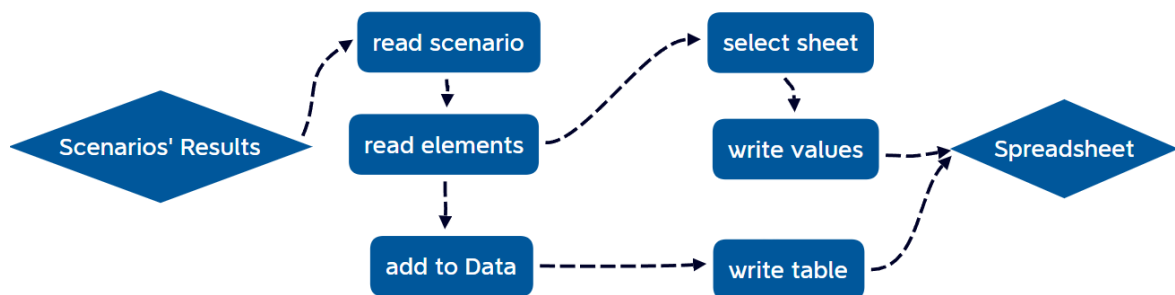 read scenario
select sheet
Scenarios' Results
read elements
write values
Spreadsheet
add to Data
write table